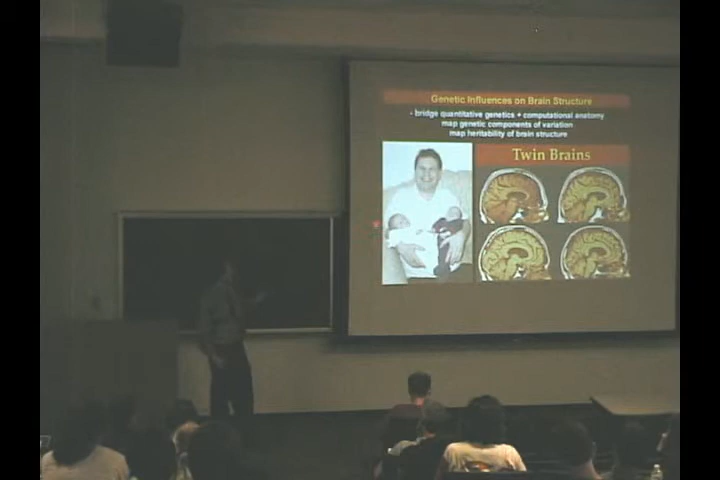 Genetic Influences on Brain Structure
- bridge quantitative genetics + computational anatomy
map genetic components of variation
map heritability of brain structure
Twin Brains